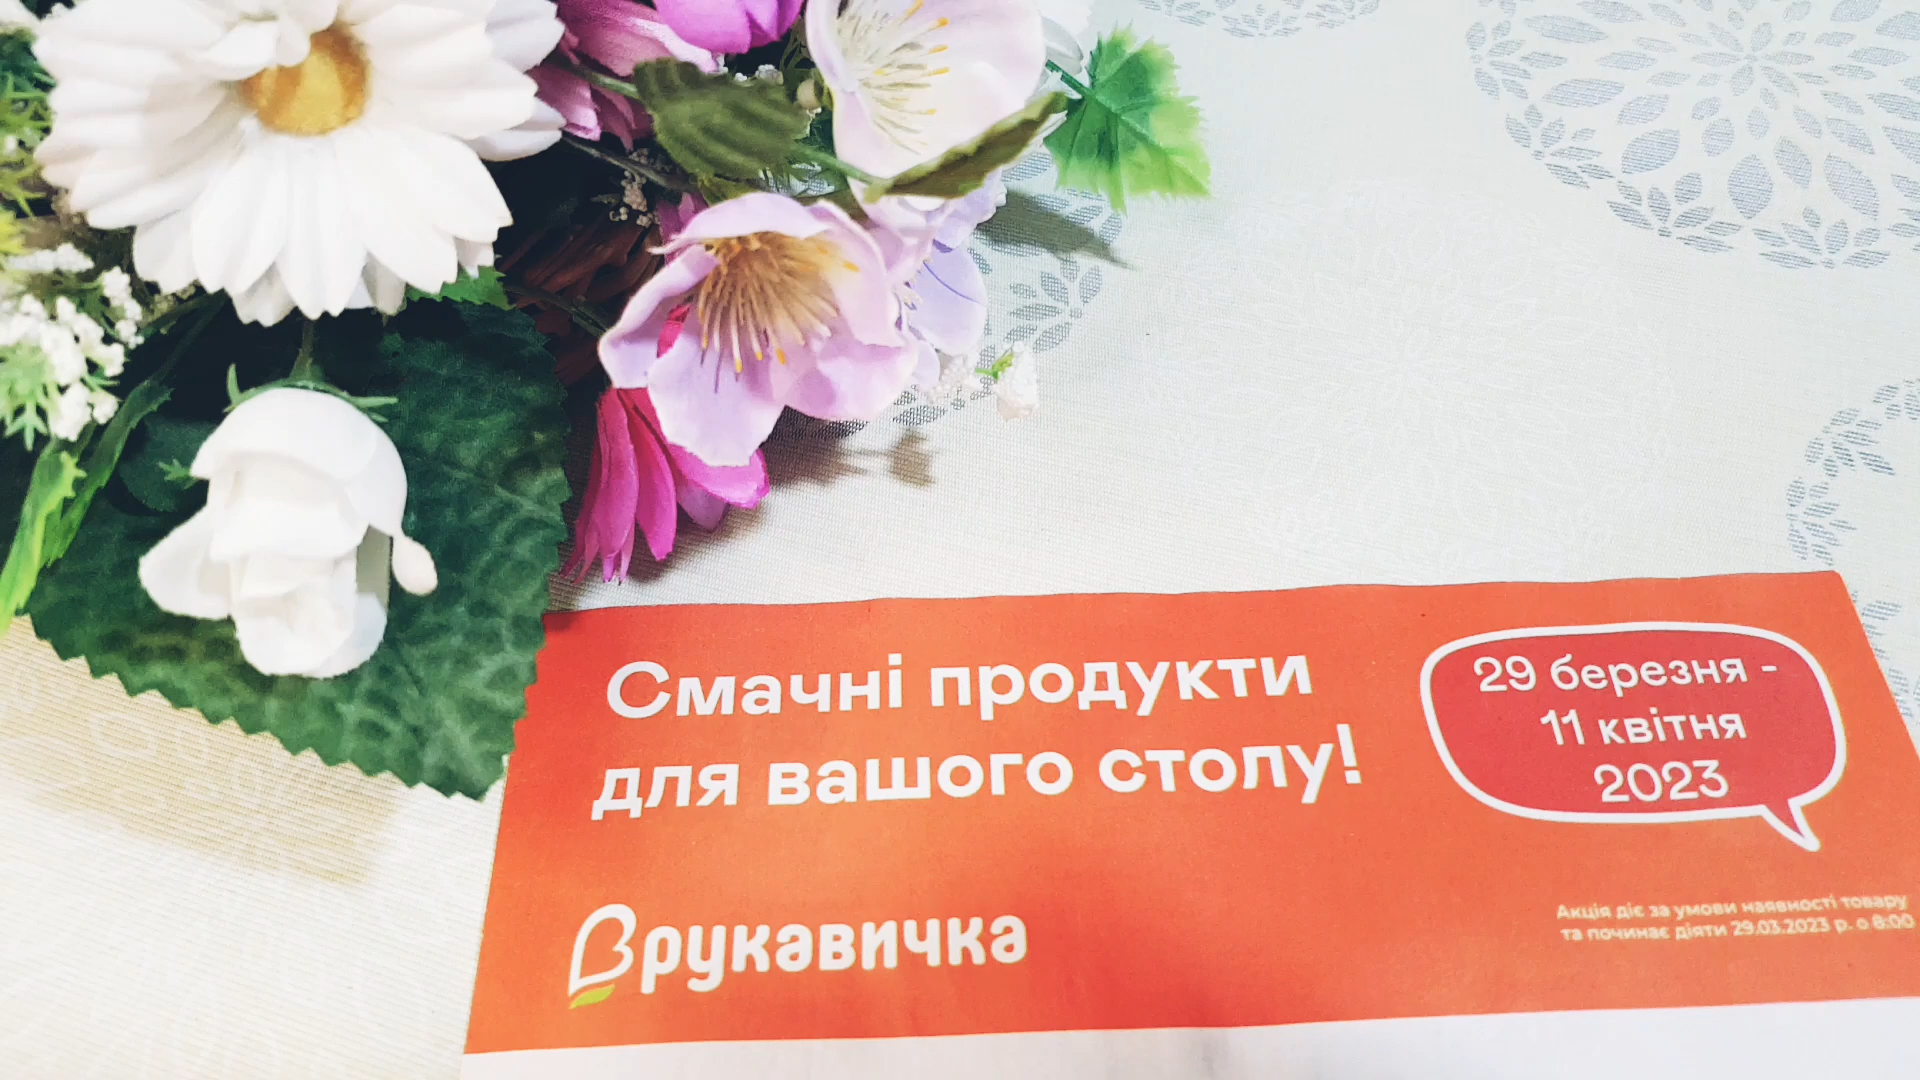 Смачні продукти
для вашого столу!
29 березня -
11 квітня
2023
рукавичка
Акція діє за умови наявності товару
та починає діяти 29.03.2023 р. о 8:00